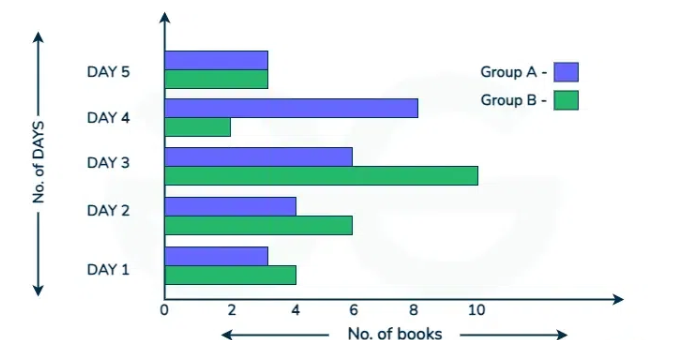 DAY 5
DAY 4
DAY 3
DAY 2
DAY 1
No. of DAYS
Group A -
Group B -
0 2 4 6 8 10
No. of books